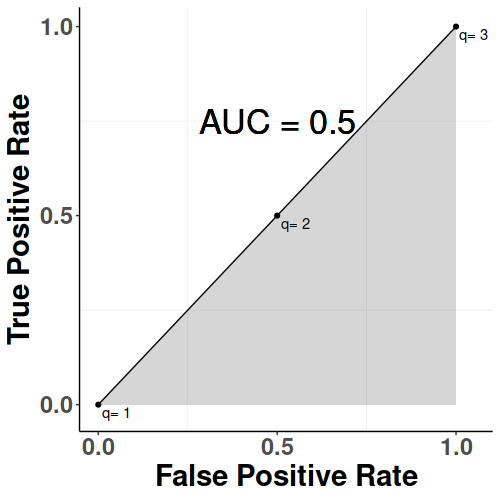 1.0
q= 3
AUC = 0.5
True Positive Rate
0.5
q= 2
0.0
q= 1
0.0 0.5 1.0
False Positive Rate